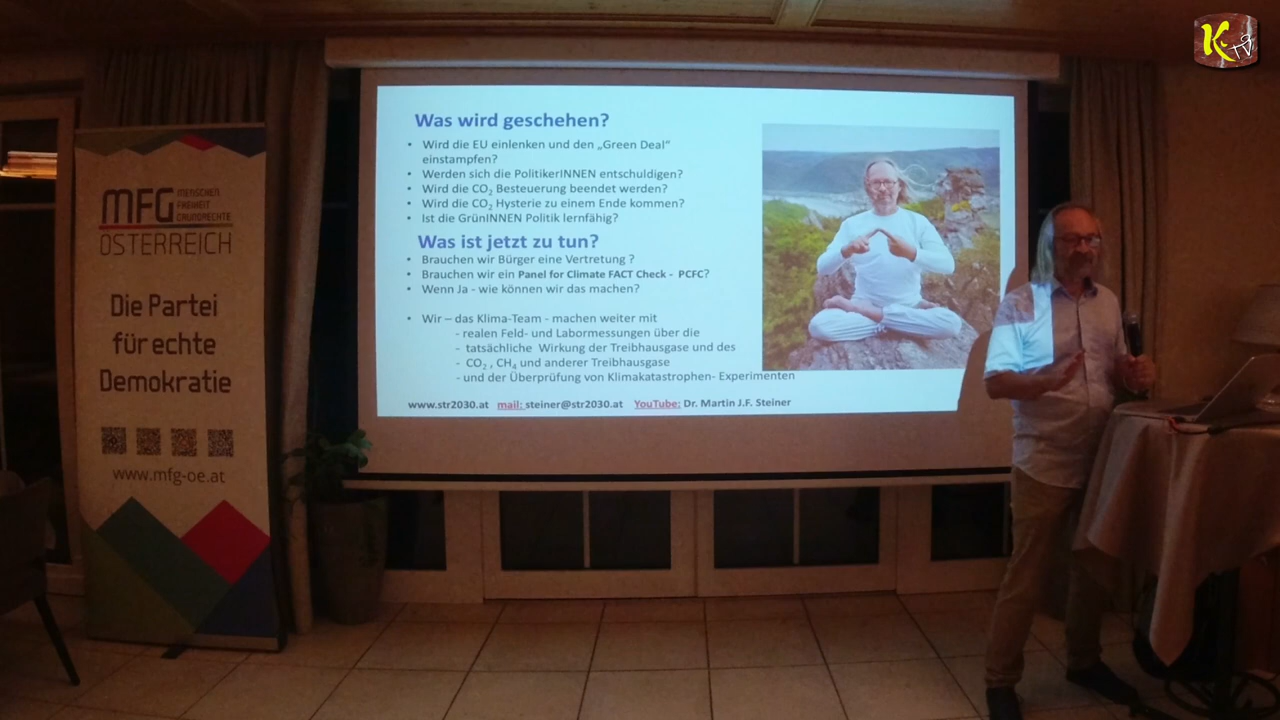 K
TV
MFG
MENSCHEN
FREIHEIT
GRUNDRECHTE
ÖSTERREICH
Die Partei
für echte
Demokratie
www.mfg-oe.at
Was wird geschehen?
• Wird die EU einlenken und den „Green Deal“
einstampfen?
• Werden sich die PolitikerINNEN entschuldigen?
• Wird die CO₂ Besteuerung beendet werden?
• Wird die CO₂ Hysterie zu einem Ende kommen?
• Ist die GrünINNEN Politik lernfähig?
Was ist jetzt zu tun?
• Brauchen wir Bürger eine Vertretung ?
• Brauchen wir ein Panel for Climate FACT Check - PCFC?
• Wenn Ja - wie können wir das machen?
• Wir – das Klima-Team - machen weiter mit
- realen Feld- und Labormessungen über die
- tatsächliche Wirkung der Treibhausgase und des
- CO₂ , CH₄ und anderer Treibhausgase
- und der Überprüfung von Klimakatastrophen- Experimenten
www.str2030.at mail: steiner@str2030.at YouTube: Dr. Martin J.F. Steiner